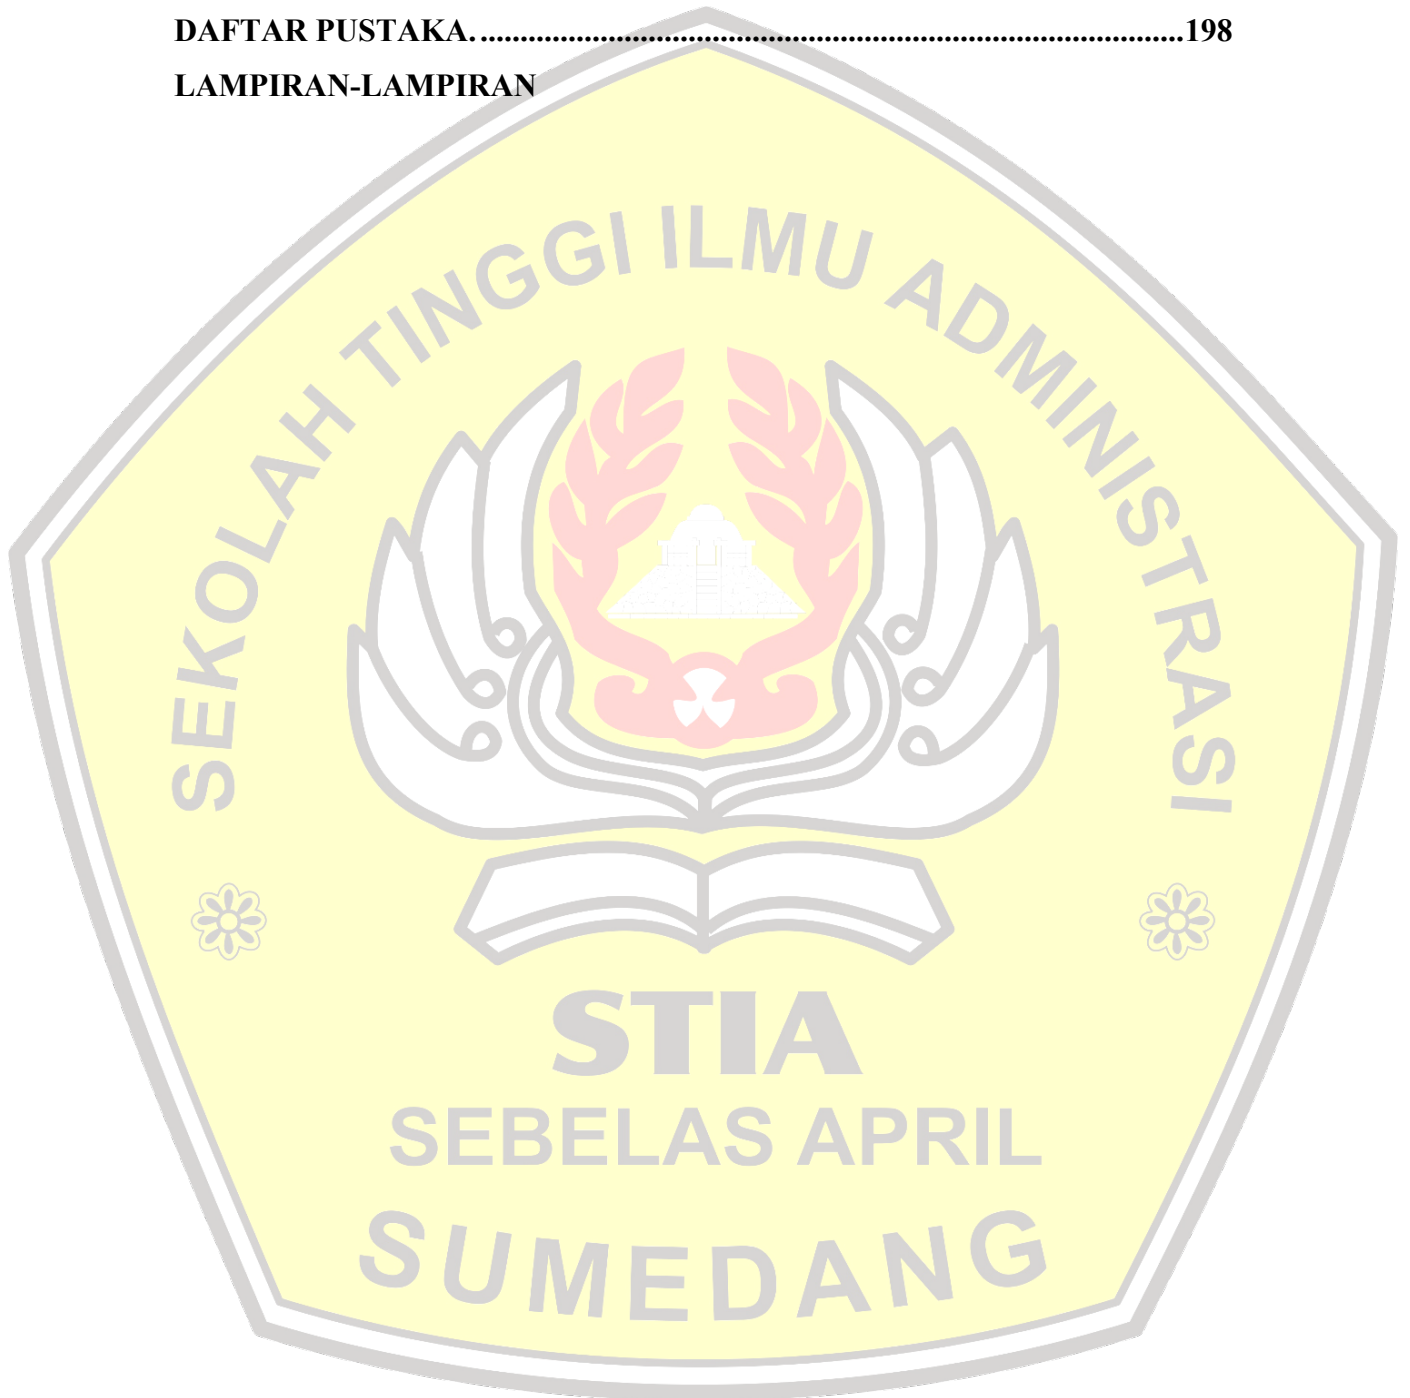 DAFTAR PUSTAKA. ..........................................................................................198
LAMPIRAN-LAMPIRAN
SEKOLAH TINGGI ILMU ADMINISTRASI
STIA
SEBELAS APRIL
SUMEDANG